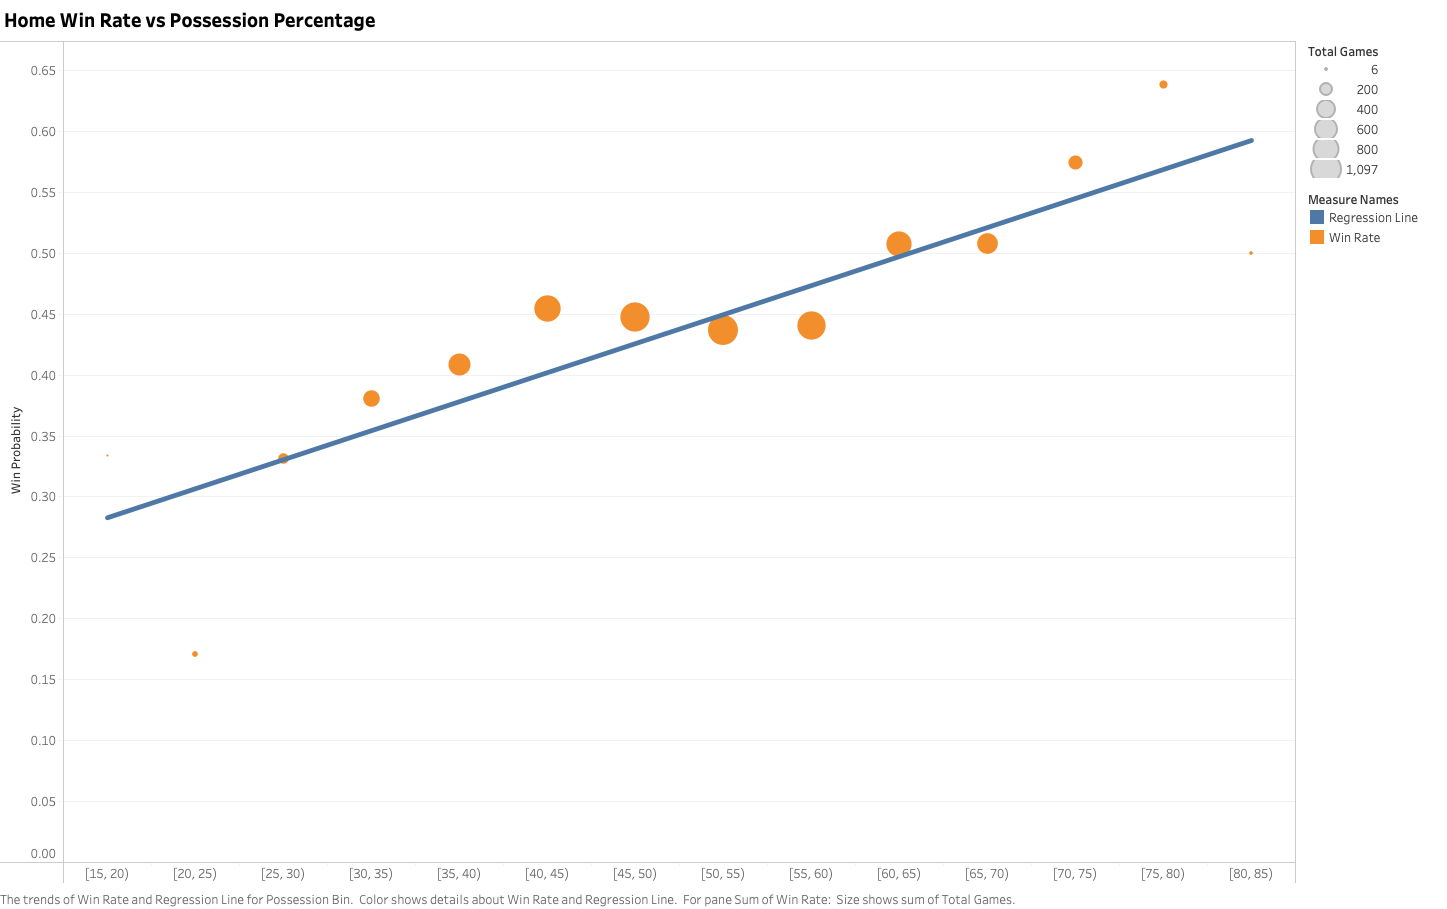 Home Win Rate vs Possession Percentage
Total Games
6
200
400
600
800
1,097
Measure Names
Regression Line
Win Rate
Win Probability
0.65
0.60
0.55
0.50
0.45
0.40
0.35
0.30
0.25
0.20
0.15
0.10
0.05
0.00
[15, 20) [20, 25) [25, 30) [30, 35) [35, 40) [40, 45) [45, 50) [50, 55) [55, 60) [60, 65) [65, 70) [70, 75) [75, 80) [80, 85)
The trends of Win Rate and Regression Line for Possession Bin. Color shows details about Win Rate and Regression Line. For pane Sum of Win Rate: Size shows sum of Total Games.